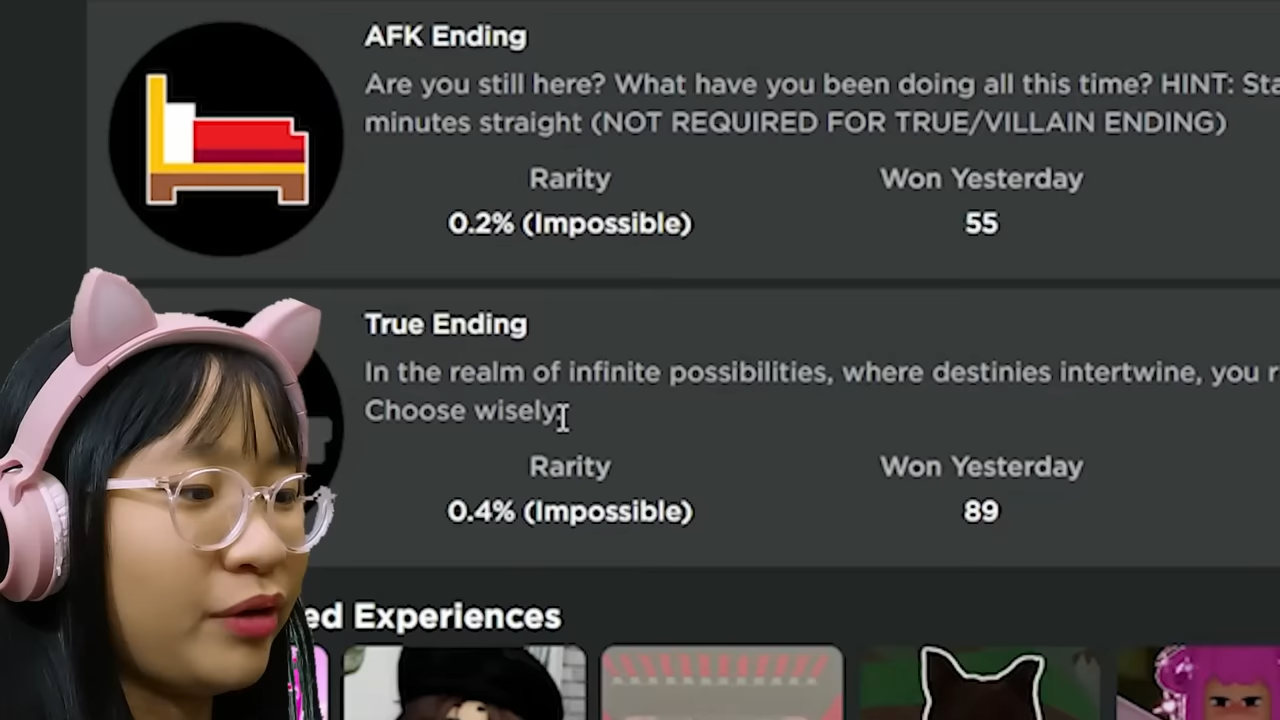 AFK Ending
Are you still here? What have you been doing all this time? HINT:
minutes straight (NOT REQUIRED FOR TRUE/VILLAIN ENDING)
Rarity
Won Yesterday
0.2% (Impossible)
55
True Ending
In the realm of infinite possibilities, where destinies intertwine, you
Choose wisely.
Rarity
Won Yesterday
0.4% (Impossible)
89
Experiences